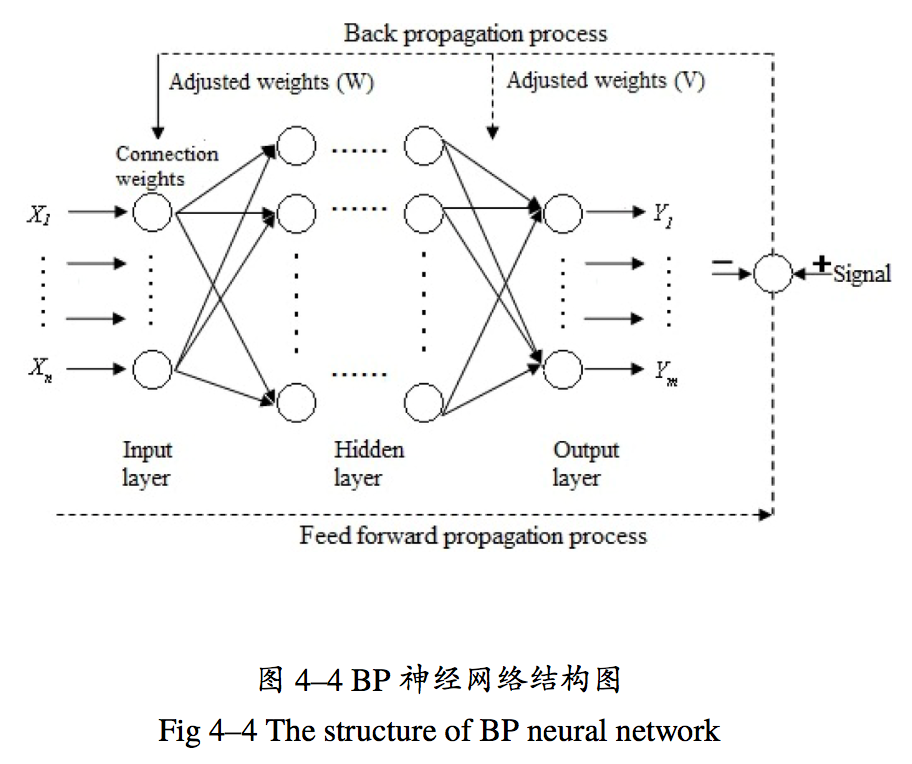 Back propagation process
Adjusted weights (W)
Adjusted weights (V)
Connection
weights
......
X1
......
Y1
− + Signal
Xn
......
Ym
Input
layer
Hidden
layer
Output
layer
Feed forward propagation process
图 4–4 BP 神经网络结构图
Fig 4–4 The structure of BP neural network